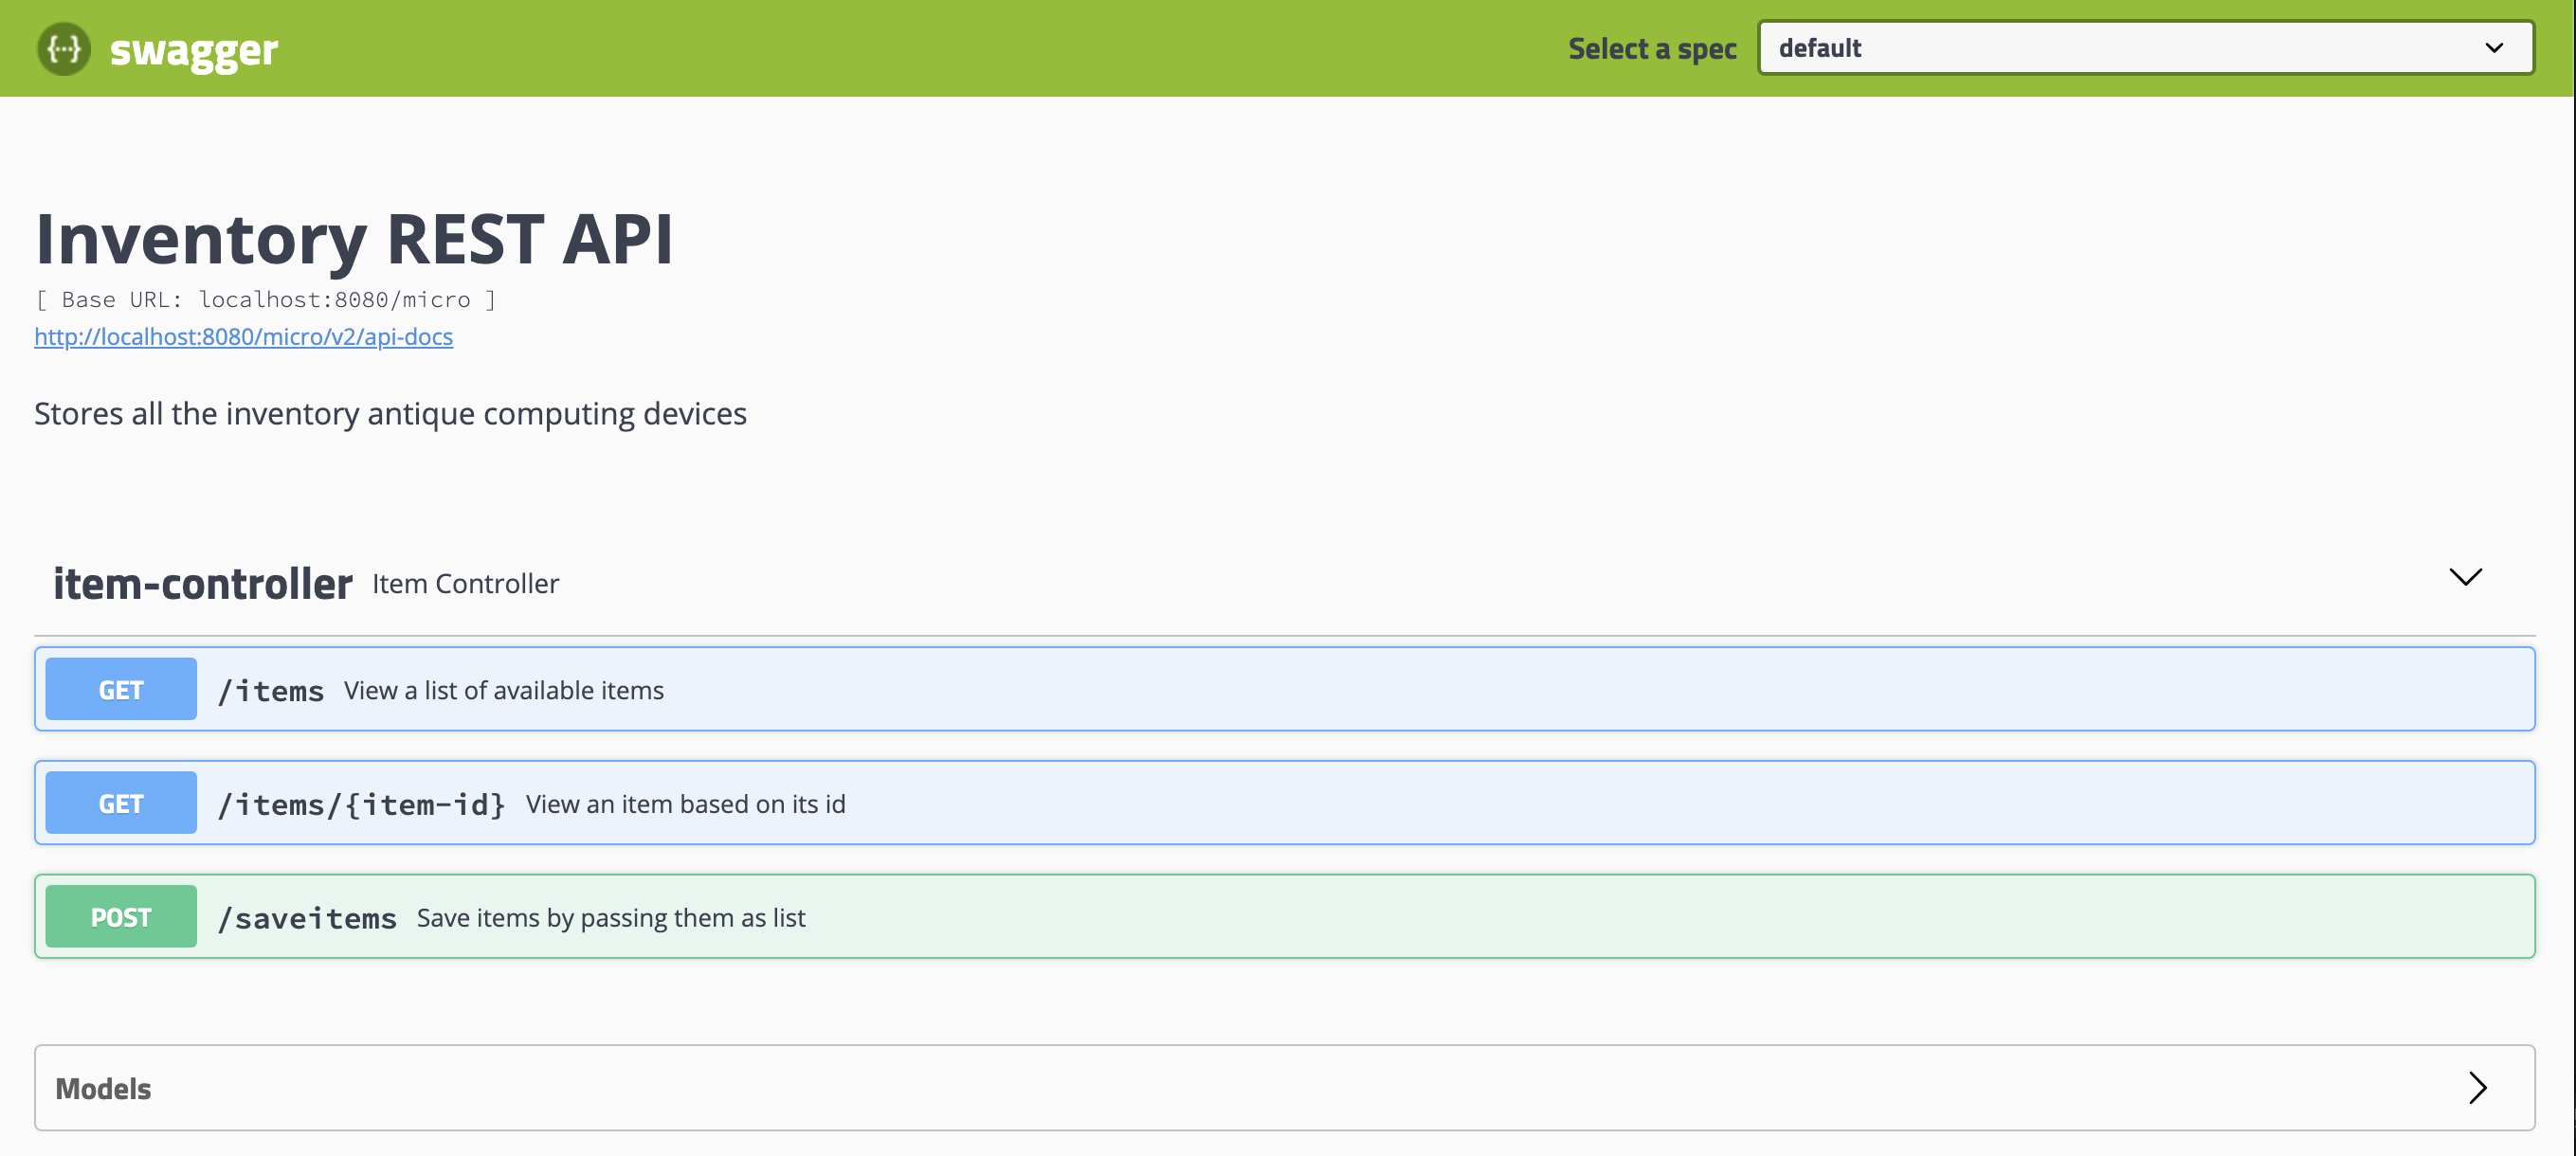 {···} swagger
Select a spec default
Inventory REST API
[ Base URL: localhost:8080/micro ]
http://localhost:8080/micro/v2/api-docs
Stores all the inventory antique computing devices
item-controller Item Controller
GET /items View a list of available items
GET /items/{item-id} View an item based on its id
POST /saveitems Save items by passing them as list
Models